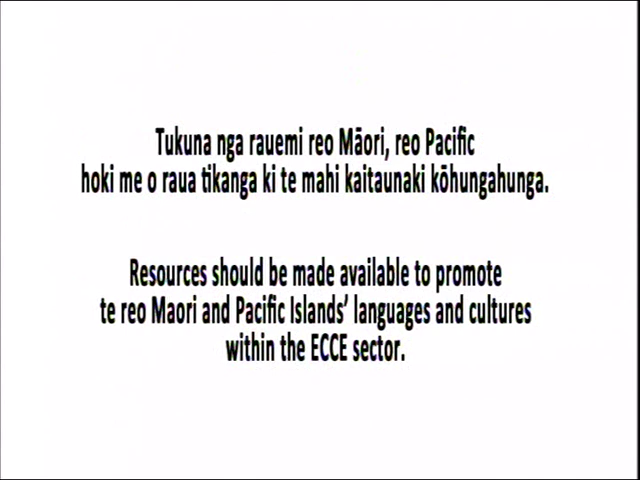 Tukuna nga rauemi reo Māori, reo Pacific
hoki me o raua tikanga ki te mahi kaitaunaki kōhungahunga.
Resources should be made available to promote
te reo Maori and Pacific Islands’ languages and cultures
within the ECCE sector.